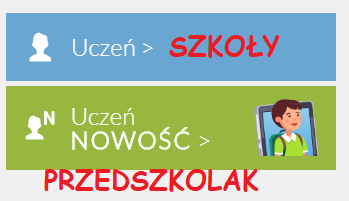 Uczeń > SZKOŁY
N
Uczeń
NOWOŚĆ >
PRZEDSZKOLAK